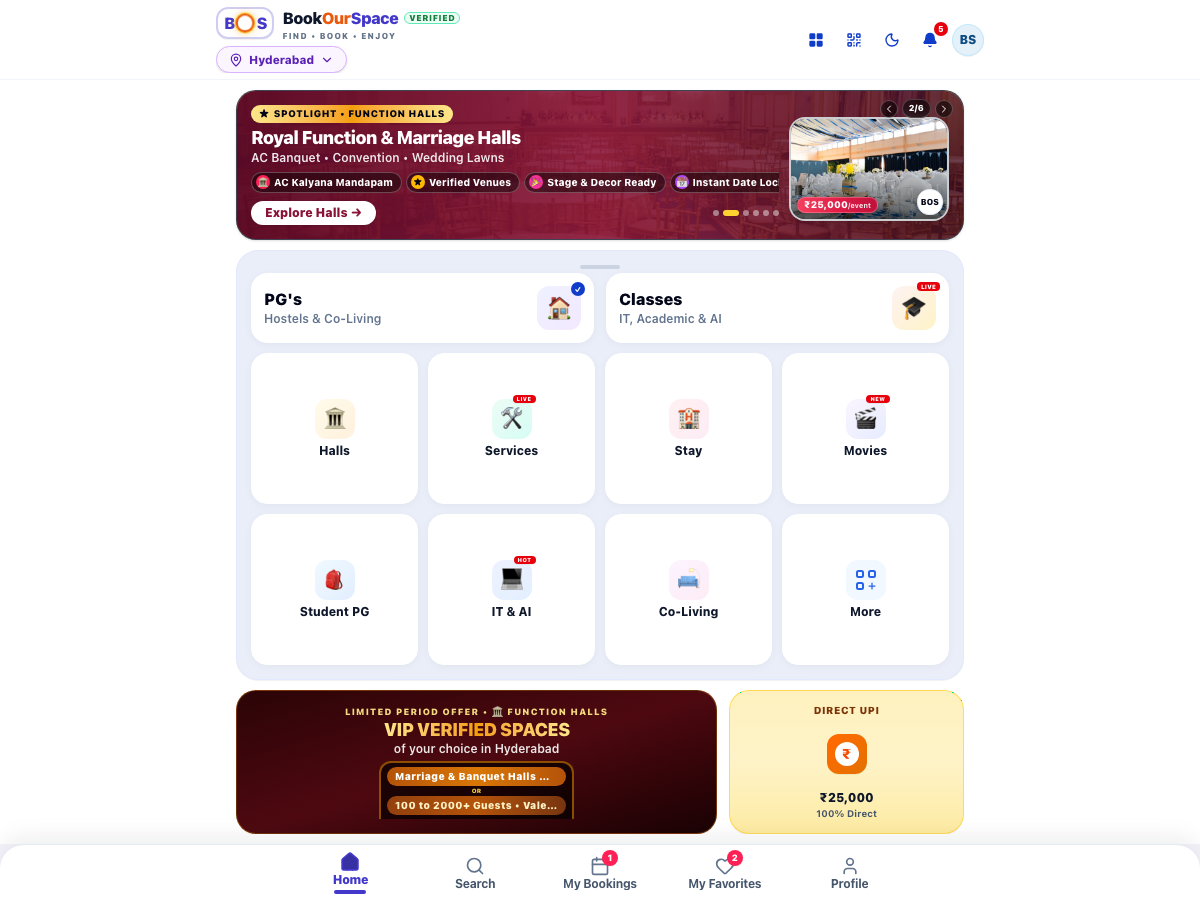 BOS
BookOurSpace VERIFIED
FIND • BOOK • ENJOY
Hyderabad
5
BS
★ SPOTLIGHT • FUNCTION HALLS
Royal Function & Marriage Halls
AC Banquet • Convention • Wedding Lawns
AC Kalyana Mandapam
Verified Venues
Stage & Decor Ready
Instant Date Loc
Explore Halls →
2/6
₹25,000/event
BOS
PG's
Hostels & Co-Living
Classes
IT, Academic & AI
LIVE
Halls
LIVE
Services
Stay
NEW
Movies
Student PG
HOT
IT & AI
Co-Living
More
LIMITED PERIOD OFFER • 🏛️ FUNCTION HALLS
VIP VERIFIED SPACES
of your choice in Hyderabad
Marriage & Banquet Halls ...
OR
100 to 2000+ Guests • Vale...
DIRECT UPI
₹
₹25,000
100% Direct
Home
Search
1
My Bookings
2
My Favorites
Profile